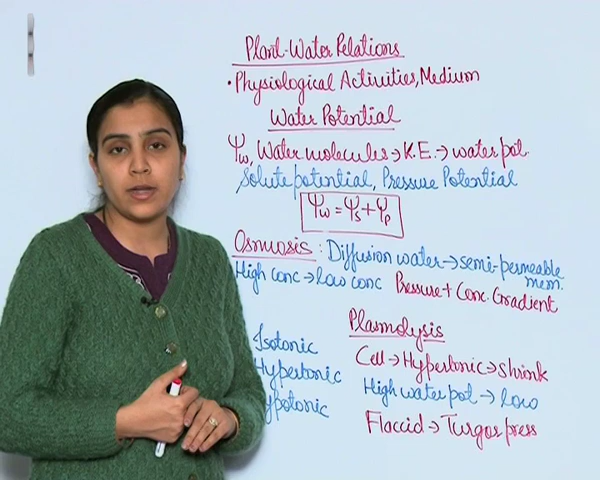 Plant-Water Relations
• Physiological Activities, Medium
Water Potential
Ψw, Water molecules → K.E. → water pot.
Solute potential, Pressure Potential
Ψw = Ψs + Ψp
Osmosis : Diffusion water → semi-permeable mem.
High conc → Low conc Pressure + Conc. Gradient
Plasmolysis
Isotonic
Hypertonic
ypotonic
Cell → Hypertonic → shrink
High water pot → Low
Flaccid → Turgor press